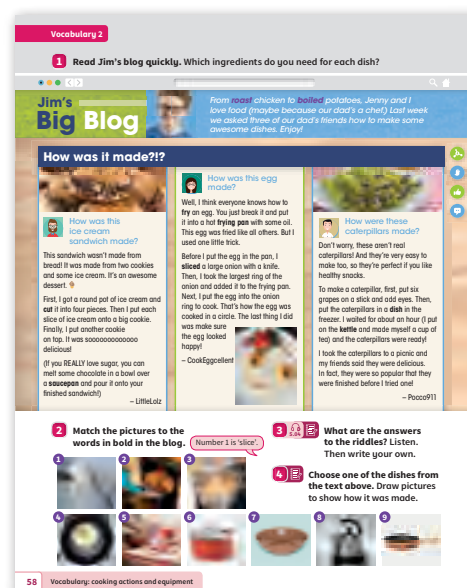 Vocabulary 2
1 Read Jim's blog quickly. Which ingredients do you need for each dish?
Jim's
Big Blog
From roast chicken to boiled potatoes, Jenny and I
love food (maybe because our dad's a chef.) Last week
we asked three of our dad's friends how to make some
awesome dishes. Enjoy!
How was it made?!?
How was this
ice cream
sandwich made?
This sandwich wasn't made from
bread! It was made from two cookies
and some ice cream. It's an awesome
dessert.
First, I got a round pot of ice cream and
cut it into four pieces. Then I put each
slice of ice cream onto a big cookie.
Finally, I put another cookie
on top. It was sooooooooooooo
delicious!
(If you REALLY love sugar, you can
melt some chocolate in a bowl over
a saucepan and pour it onto your
finished sandwich!)
– LittleLolz
How was this egg
made?
Well, I think everyone knows how to
fry an egg. You just break it and put
it into a hot frying pan with some oil.
This egg was fried like all others. But I
used one little trick.
Before I put the egg in the pan, I
sliced a large onion with a knife.
Then, I took the largest ring of the
onion and added it to the frying pan.
Next, I put the egg into the onion
ring to cook. That's how the egg was
cooked in a circle. The last thing I did
was make sure
the egg looked
happy!
– CookEggcellent
How were these
caterpillars made?
Don't worry, these aren't real
caterpillars! And they're very easy to
make too, so they're perfect if you like
healthy snacks.
To make a caterpillar, first, put six
grapes on a stick and add eyes. Then,
put the caterpillars in a dish in the
freezer. I waited for about an hour (I put
on the kettle and made myself a cup of
tea) and the caterpillars were ready!
I took the caterpillars to a picnic and
my friends said they were delicious.
In fact, they were so popular that they
were finished before I tried one!
– Pocco911
2 Match the pictures to the
words in bold in the blog.
Number 1 is 'slice'.
1 2 3
4 5 6 7 8 9
3 What are the answers
to the riddles? Listen.
Then write your own.
4 Choose one of the dishes from
the text above. Draw pictures
to show how it was made.
58 Vocabulary: cooking actions and equipment